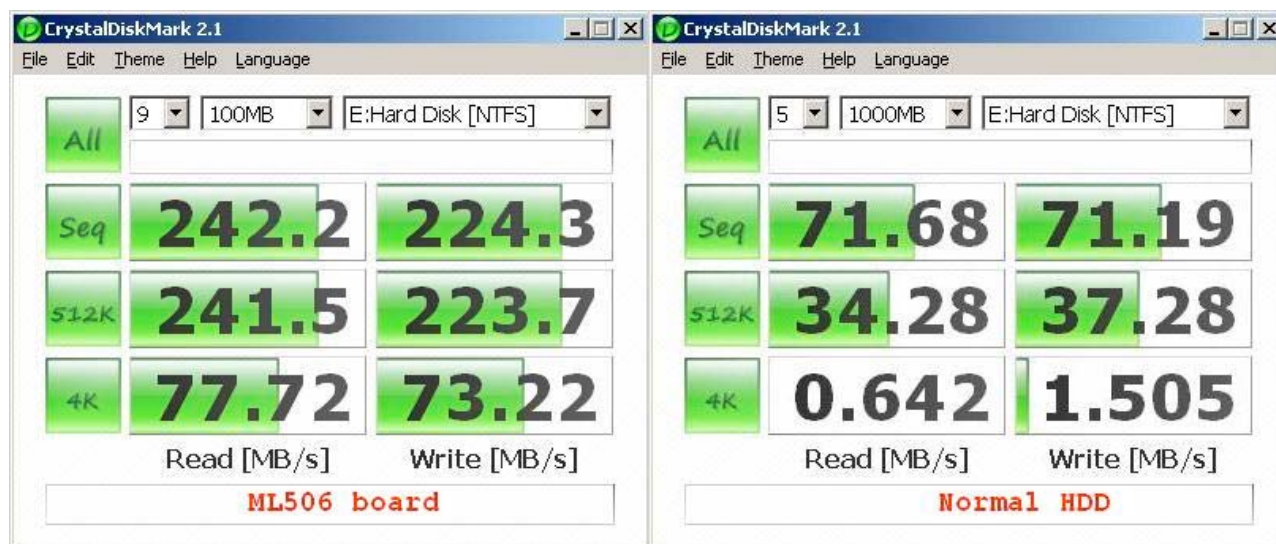 CrystalDiskMark 2.1
File Edit Theme Help Language
All 9 100MB E:Hard Disk [NTFS]
Seq 242.2 224.3
512K 241.5 223.7
4K 77.72 73.22
Read [MB/s] Write [MB/s]
ML506 board
CrystalDiskMark 2.1
File Edit Theme Help Language
All 5 1000MB E:Hard Disk [NTFS]
Seq 71.68 71.19
512K 34.28 37.28
4K 0.642 1.505
Read [MB/s] Write [MB/s]
Normal HDD